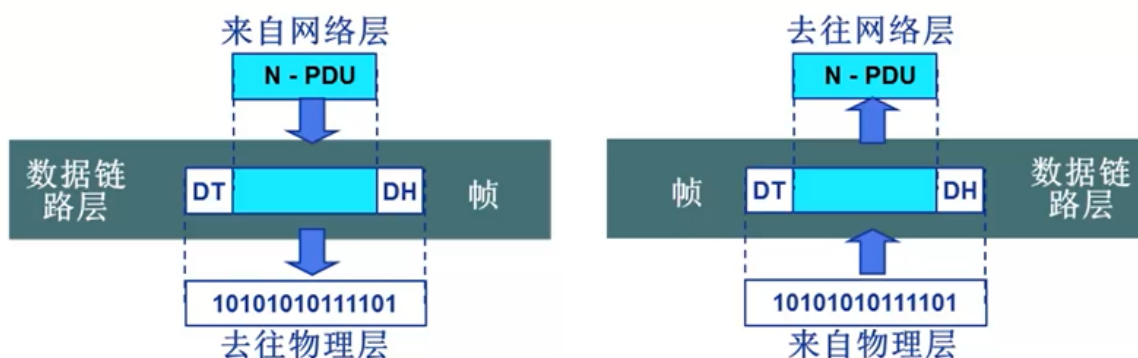 来自网络层
N - PDU
数据链
路层
DT
DH
帧
10101010111101
去往物理层
去往网络层
N - PDU
帧
DT
DH
数据链
路层
10101010111101
来自物理层